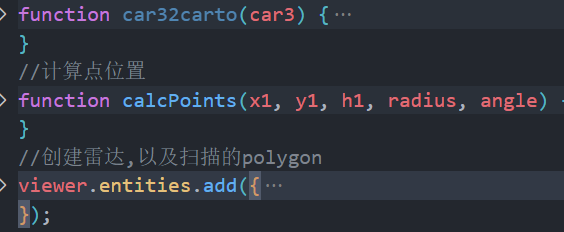 function car32carto(car3) {…
}
//计算点位置
function calcPoints(x1, y1, h1, radius, angle) {
}
//创建雷达,以及扫描的polygon
viewer.entities.add({…
});